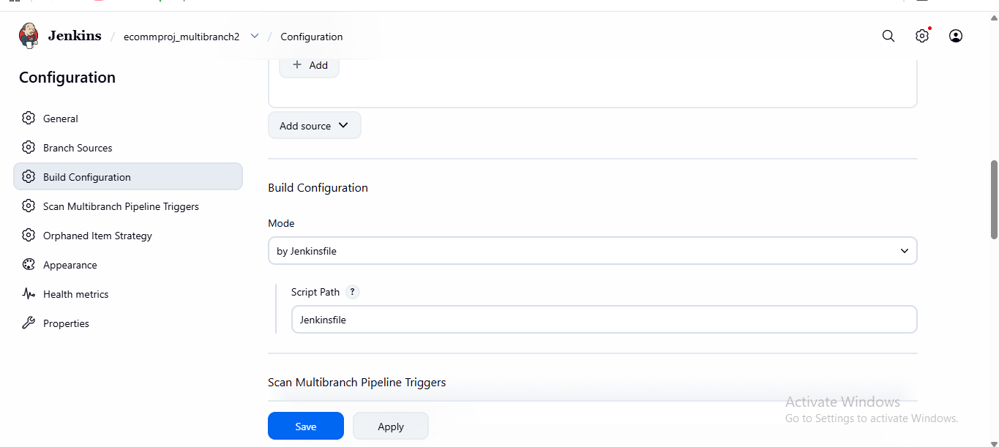 Jenkins / ecommproj_multibranch2 / Configuration
Configuration
General
Branch Sources
Build Configuration
Scan Multibranch Pipeline Triggers
Orphaned Item Strategy
Appearance
Health metrics
Properties
+ Add
Add source
Build Configuration
Mode
by Jenkinsfile
Script Path ?
Jenkinsfile
Scan Multibranch Pipeline Triggers
Save Apply
Activate Windows
Go to Settings to activate Windows.